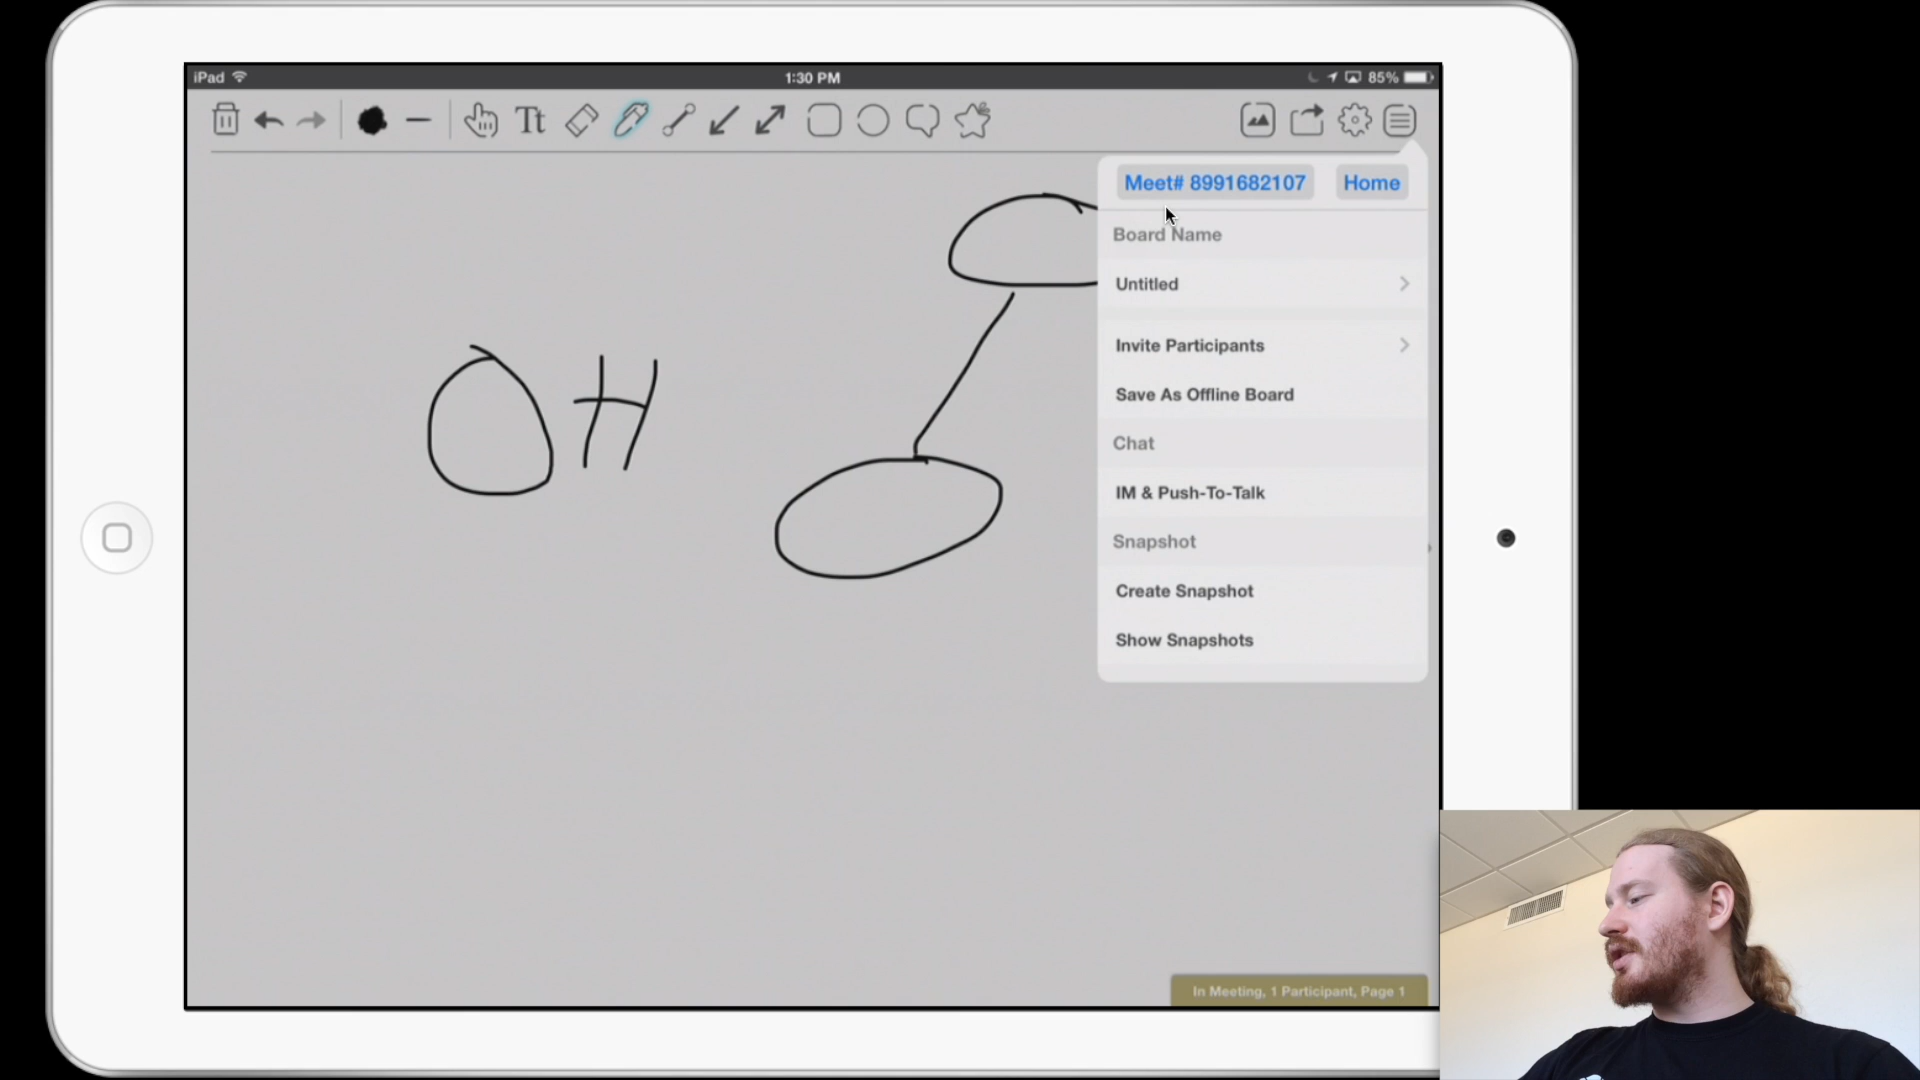 iPad 1:30 PM 85%
Tt
Meet# 8991682107 Home
Board Name
Untitled
Invite Participants
Save As Offline Board
Chat
IM & Push-To-Talk
Snapshot
Create Snapshot
Show Snapshots
OH
In Meeting, 1 Participant, Page 1